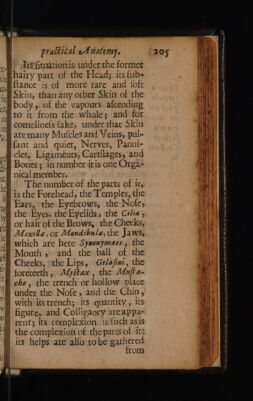 practical Anatomy. 205
Its situation is under the former
hairy part of the Head; its sub-
stance is of more rare and soft
Skin, than any other Skin of the
body, of the vapours ascending
to it from the whole; and for
comeliness sake, under that Skin
are many Muscles and Veins, pul-
sant and quiet, Nerves, Panni-
cles, Ligaments, Cartilages, and
Bones; in number it is one Orga-
nical member.
The number of the parts of it,
is the Forehead, the Temples, the
Ears, the Eyebrows, the Nose,
the Eyes, the Eyelids, the Cilia,
or hair of the Brows, the Cheeks,
Maxillæ, or Mandibulæ, the Jaws,
which are here Synonymaes, the
Mouth, and the ball of the
Cheeks, the Lips, Gelasini, the
foreteeth, Mystax, the Musta-
che, the trench or hollow place
under the Nose, and the Chin,
with its trench; its quantity, its
figure, and Colligancy are appa-
rent; its complexion is such as is
the complexion of the parts of it;
its helps are also to be gathered
from